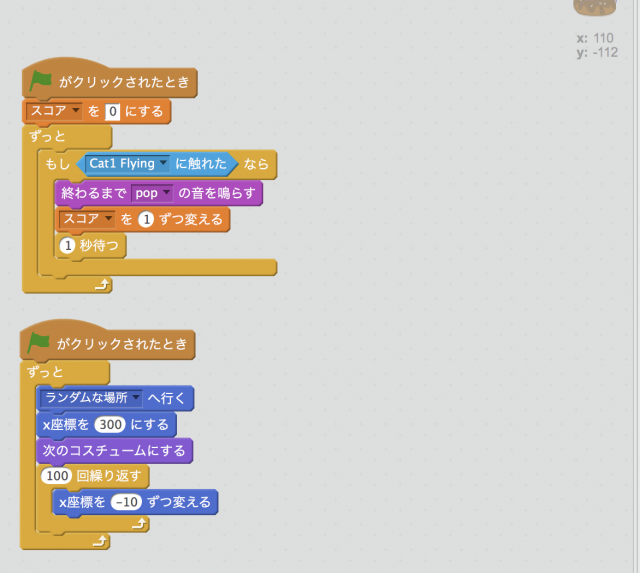 x: 110
y: -112
がクリックされたとき
スコア を 0 にする
ずっと
もし Cat1 Flying に触れた なら
終わるまで pop の音を鳴らす
スコア を 1 ずつ変える
1 秒待つ
がクリックされたとき
ずっと
ランダムな場所 へ行く
x座標を 300 にする
次のコスチュームにする
100 回繰り返す
x座標を -10 ずつ変える